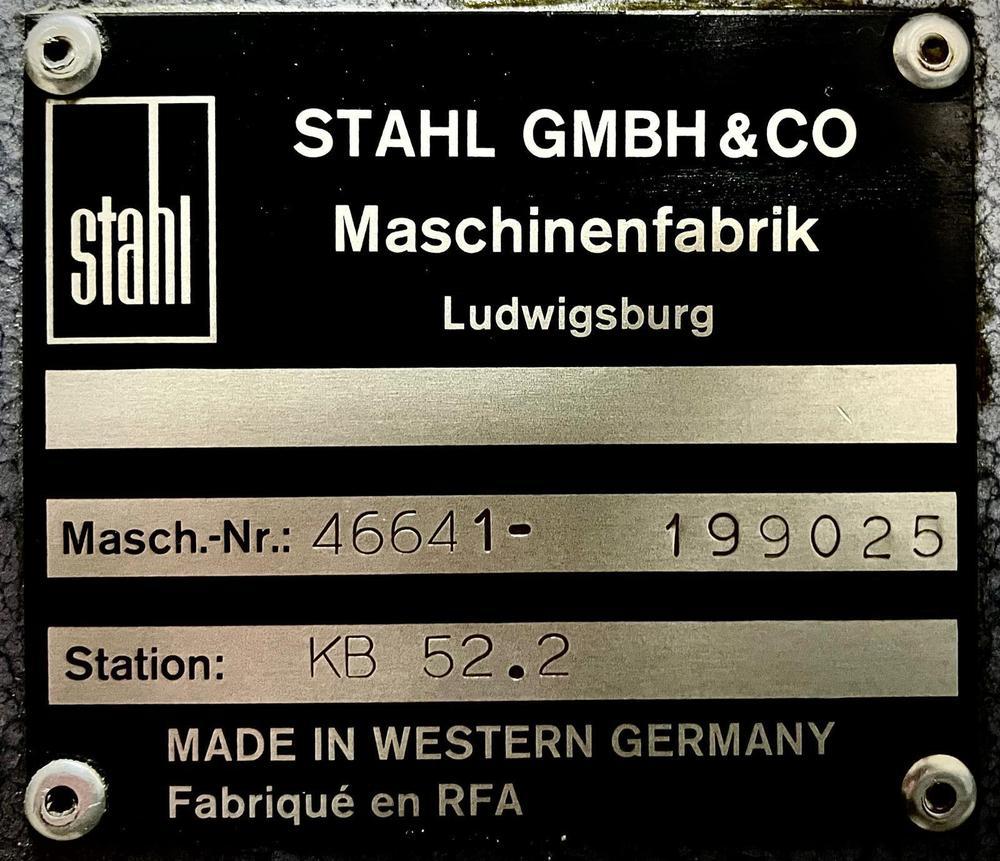 stahl
STAHL GMBH & CO
Maschinenfabrik
Ludwigsburg
Masch.-Nr.: 46641- 199025
Station: KB 52.2
MADE IN WESTERN GERMANY
Fabriqué en RFA